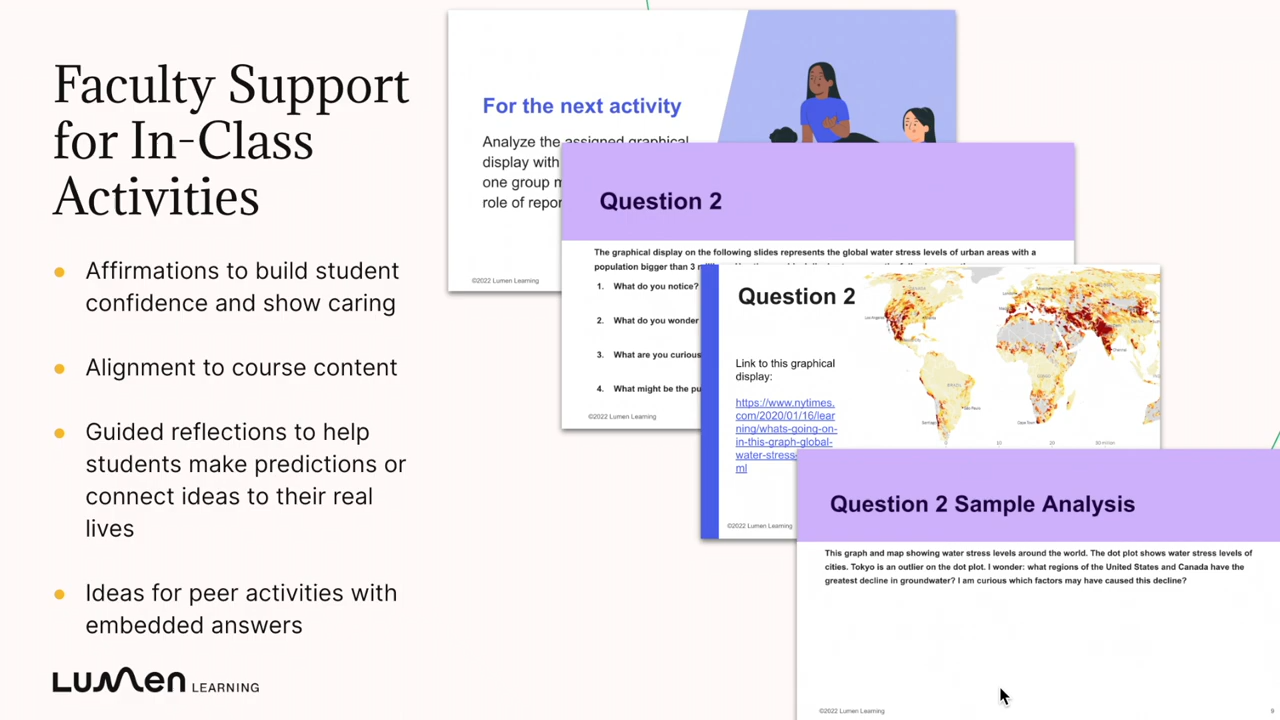 Faculty Support
for In-Class
Activities
Affirmations to build student
confidence and show caring
Alignment to course content
Guided reflections to help
students make predictions or
connect ideas to their real
lives
Ideas for peer activities with
embedded answers
LUMEN LEARNING
For the next activity
Analyze the assigned graphical
display with
one group m
role of repor
©2022 Lumen Learning
Question 2
The graphical display on the following slides represents the global water stress levels of urban areas with a
population bigger than 3
1. What do you notice?
2. What do you wonder
3. What are you curious
4. What might be the pu
©2022 Lumen Learning
Question 2
Link to this graphical
display:
https://www.nytimes.
com/2020/01/16/lear
ning/whats-going-on-
in-this-graph-global-
water-stress-
ml
©2022 Lumen Learning
Question 2 Sample Analysis
This graph and map showing water stress levels around the world. The dot plot shows water stress levels of
cities. Tokyo is an outlier on the dot plot. I wonder: what regions of the United States and Canada have the
greatest decline in groundwater? I am curious which factors may have caused this decline?
©2022 Lumen Learning
9